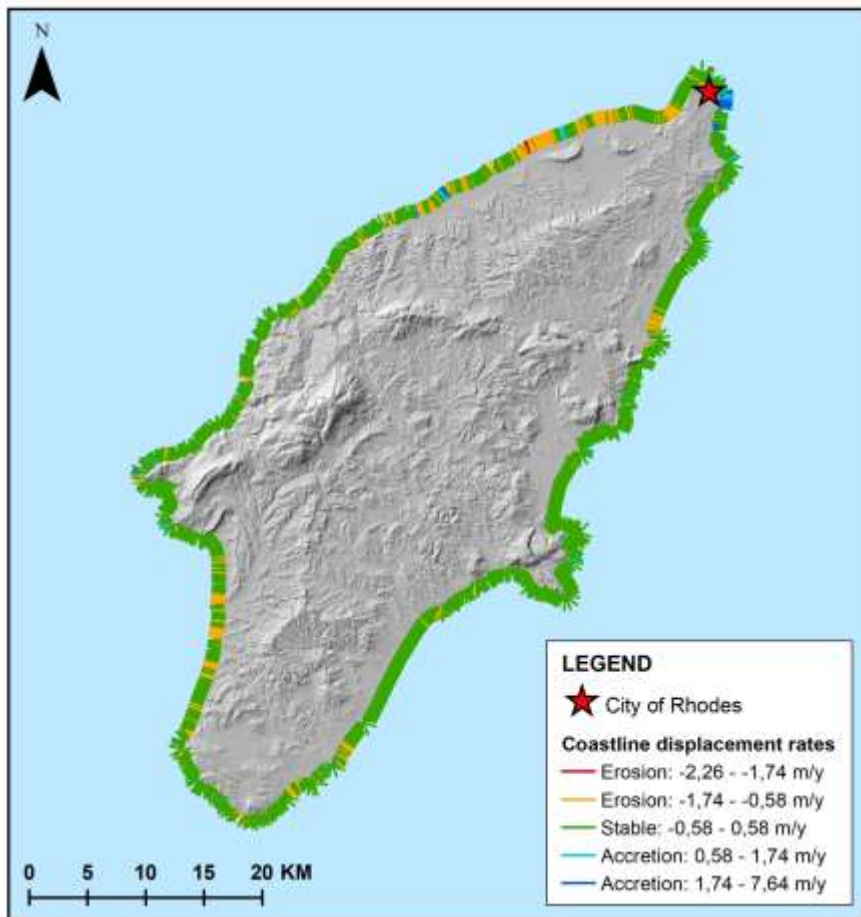 N
LEGEND
City of Rhodes
Coastline displacement rates
Erosion: -2,26 - -1,74 m/y
Erosion: -1,74 - -0,58 m/y
Stable: -0,58 - 0,58 m/y
Accretion: 0,58 - 1,74 m/y
Accretion: 1,74 - 7,64 m/y
0 5 10 15 20 KM